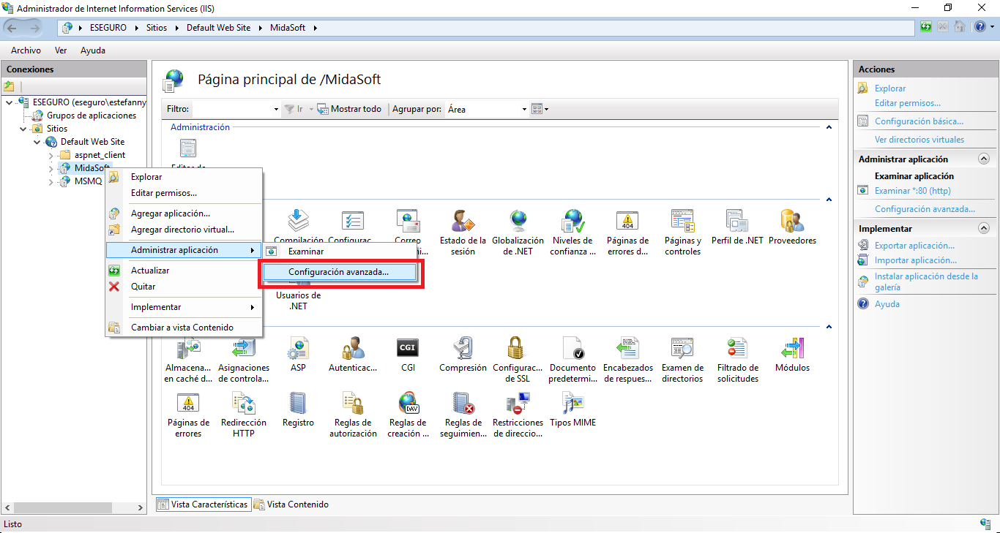 Administrador de Internet Information Services (IIS)
ESEGURO
Sitios
Default Web Site
MidaSoft
Archivo
Ver
Ayuda
Conexiones
ESEGURO (eseguro\estefanny
Grupos de aplicaciones
Sitios
Default Web Site
aspnet_client
MidaSoft
MSMQ
Explorar
Editar permisos...
Agregar aplicación...
Agregar directorio virtual...
Administrar aplicación
Actualizar
Quitar
Implementar
Cambiar a vista Contenido
Examinar
Configuración avanzada...
Página principal de /MidaSoft
Filtro:
Ir
Mostrar todo
Agrupar por:
Área
Administración
Compilación
Configurac...
Correo
Estado de la
sesión
Globalización
de .NET
Niveles de
confianza ...
Páginas de
errores d...
Páginas y
controles
Perfil de .NET
Proveedores
Usuarios de
.NET
Almacena...
en caché d...
Asignaciones
de controla...
ASP
Autenticac...
CGI
CGI
Compresión
Configurac...
de SSL
Documento
predetermi...
Encabezados
de respues...
Examen de
directorios
Filtrado de
solicitudes
Módulos
404
Páginas de
errores
Redirección
HTTP
Registro
Reglas de
autorización
DAV
Reglas de
creación ...
Reglas de
seguimien...
Restricciones
de direccio...
Tipos MIME
Vista Características
Vista Contenido
Acciones
Explorar
Editar permisos...
Configuración básica...
Ver directorios virtuales
Administrar aplicación
Examinar aplicación
Examinar *:80 (http)
Configuración avanzada...
Implementar
Exportar aplicación...
Importar aplicación...
Instalar aplicación desde la
galería
Ayuda
Listo